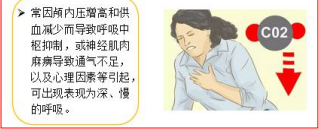 ➢ 常因颅内压增高和供
血减少而导致呼吸中
枢抑制，或神经肌肉
麻痹导致通气不足，
以及心理因素等引起，
可出现表现为深、慢
的呼吸。
C02